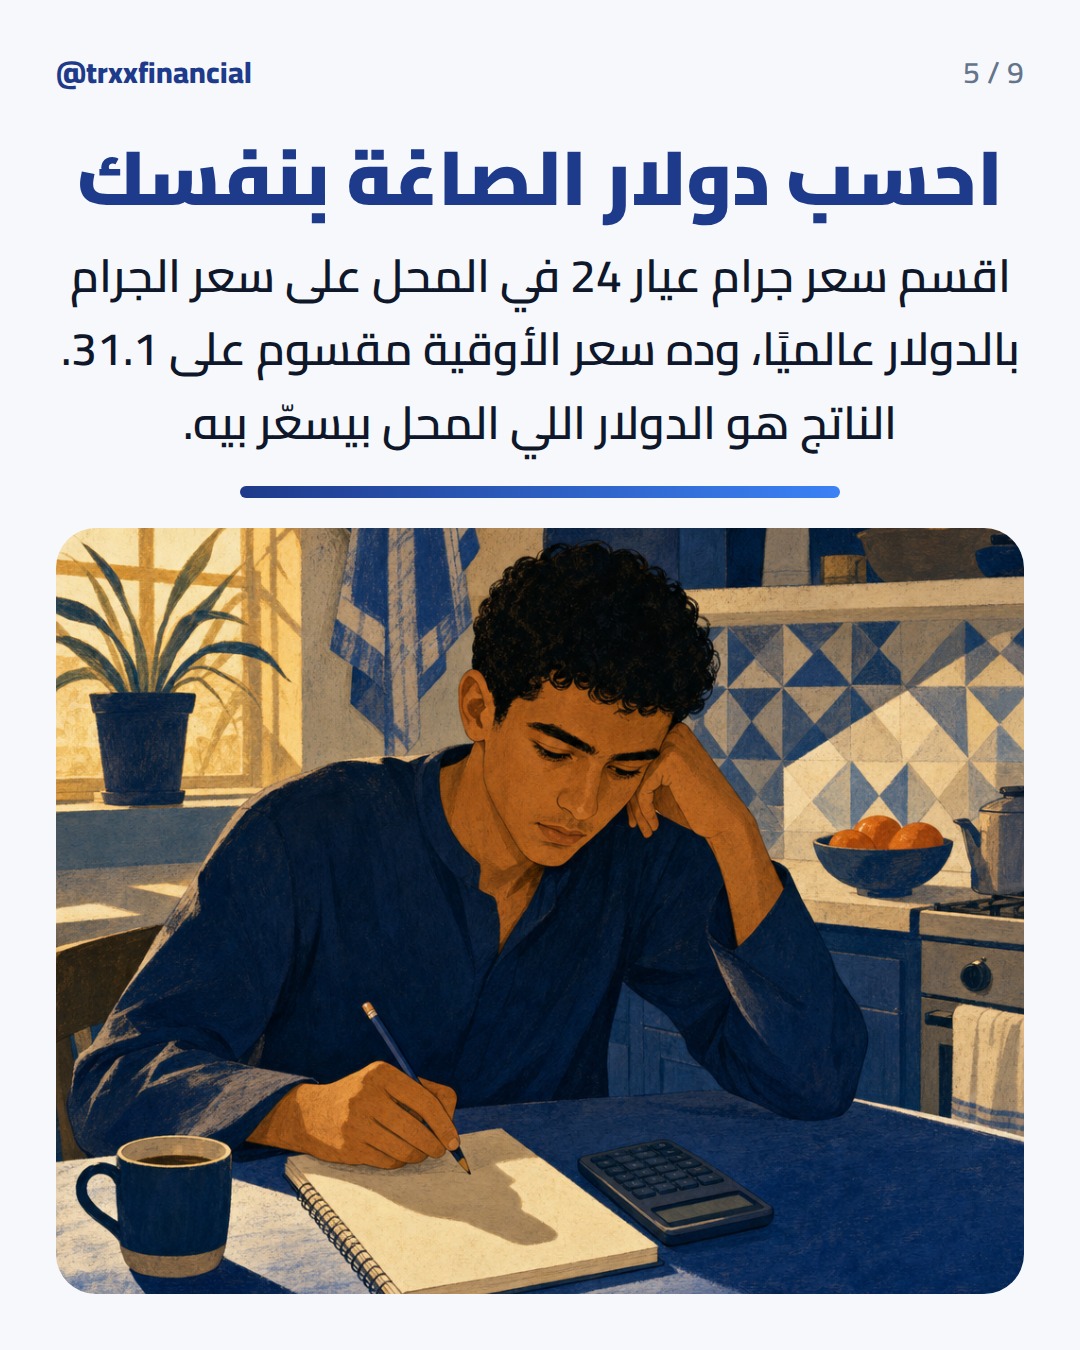 @trxxfinancial
5 / 9
احسب دولار الصاغة بنفسك
اقسم سعر جرام عيار 24 في المحل على سعر الجرام
بالدولار عالميًا، وده سعر الأوقية مقسوم على 31.1.
الناتج هو الدولار اللي المحل بيسعّر بيه.